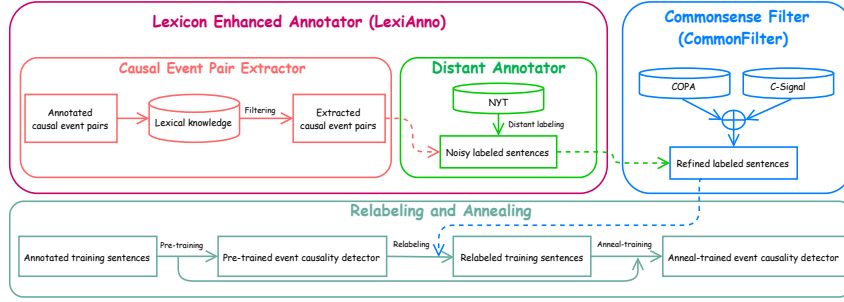 Lexicon Enhanced Annotator (LexiAnno)
Commonsense Filter
(CommonFilter)
Causal Event Pair Extractor
Distant Annotator
Annotated
causal event pairs
Lexical knowledge
Filtering
Extracted
causal event pairs
NYT
Distant labeling
Noisy labeled sentences
COPA
C-Signal
Refined labeled sentences
Relabeling and Annealing
Annotated training sentences
Pre-training
Pre-trained event causality detector
Relabeling
Relabeled training sentences
Anneal-training
Anneal-trained event causality detector